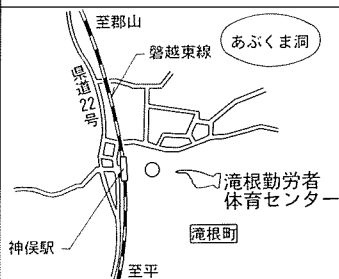 至郡山
磐越東線
あぶくま洞
県道22号
滝根勤労者
体育センター
滝根町
神俣駅
至平